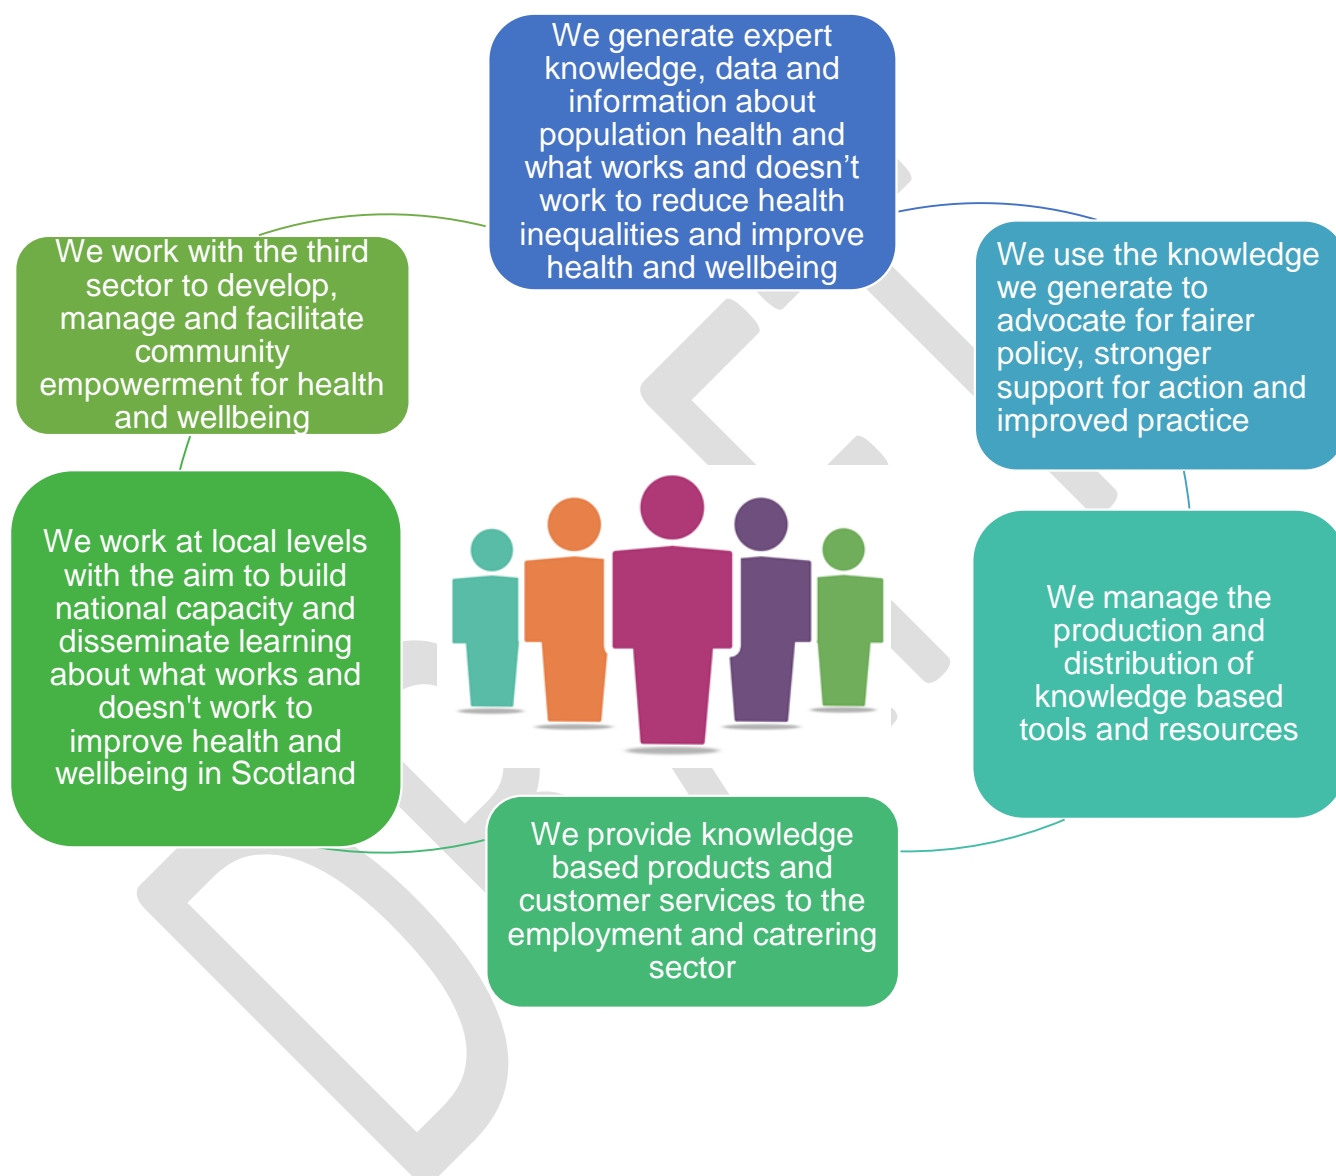 We generate expert
knowledge, data and
information about
population health and
what works and doesn’t
work to reduce health
inequalities and improve
health and wellbeing
We use the knowledge
we generate to
advocate for fairer
policy, stronger
support for action and
improved practice
We manage the
production and
distribution of
knowledge based
tools and resources
We provide knowledge
based products and
customer services to the
employment and catrering
sector
We work at local levels
with the aim to build
national capacity and
disseminate learning
about what works and
doesn't work to
improve health and
wellbeing in Scotland
We work with the third
sector to develop,
manage and facilitate
community
empowerment for health
and wellbeing